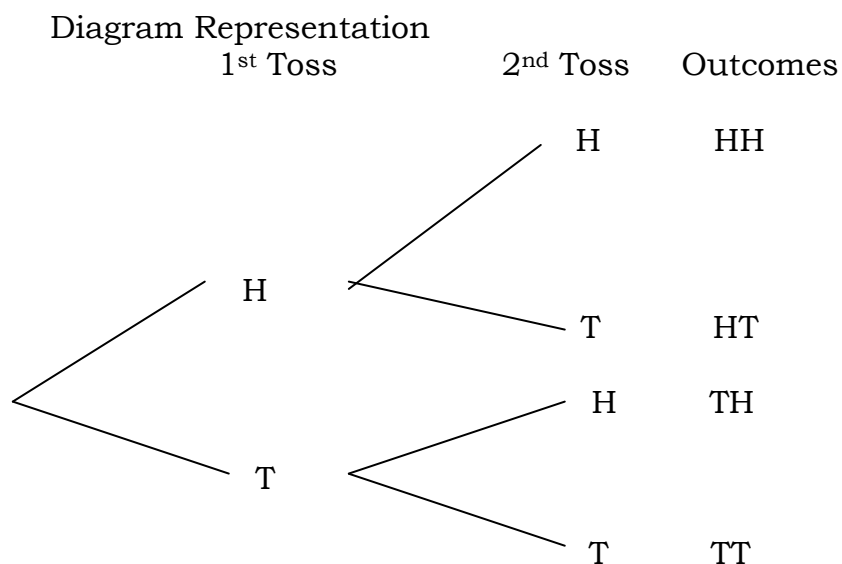 Diagram Representation
1st Toss 2nd Toss Outcomes
H HH
H
T HT
H TH
T
T TT